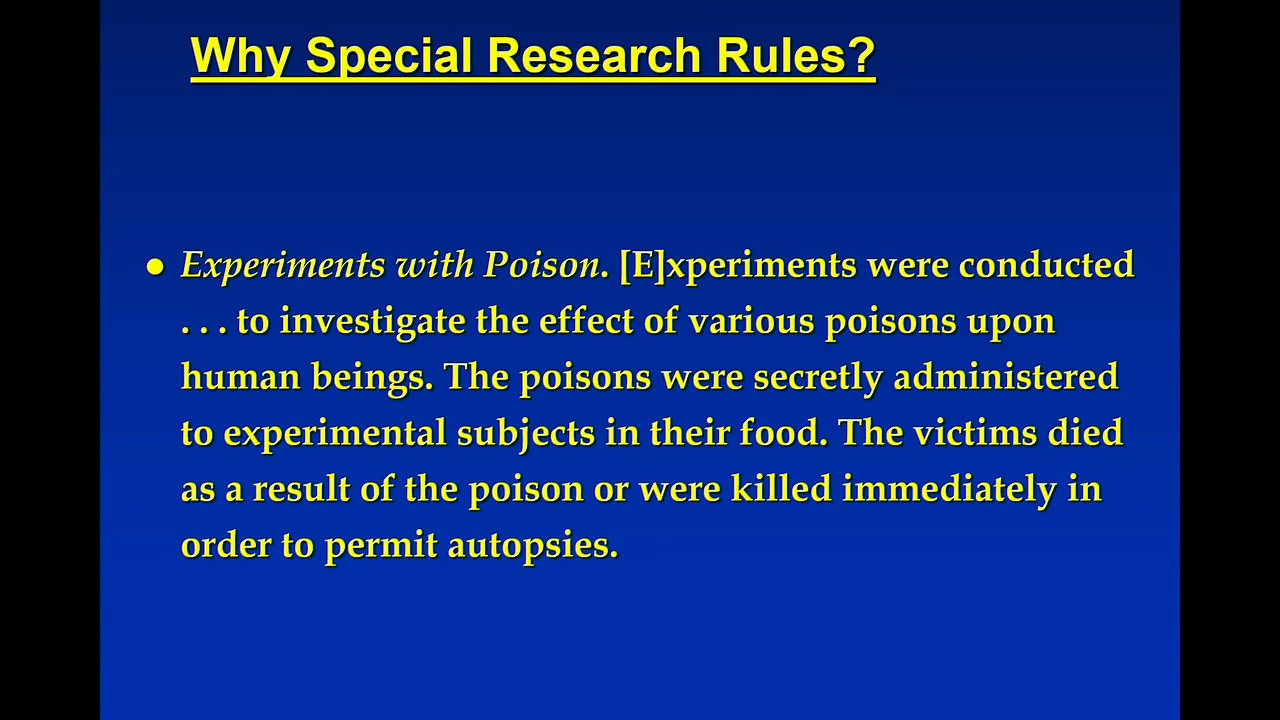 Why Special Research Rules?
● Experiments with Poison. [E]xperiments were conducted
. . . to investigate the effect of various poisons upon
human beings. The poisons were secretly administered
to experimental subjects in their food. The victims died
as a result of the poison or were killed immediately in
order to permit autopsies.